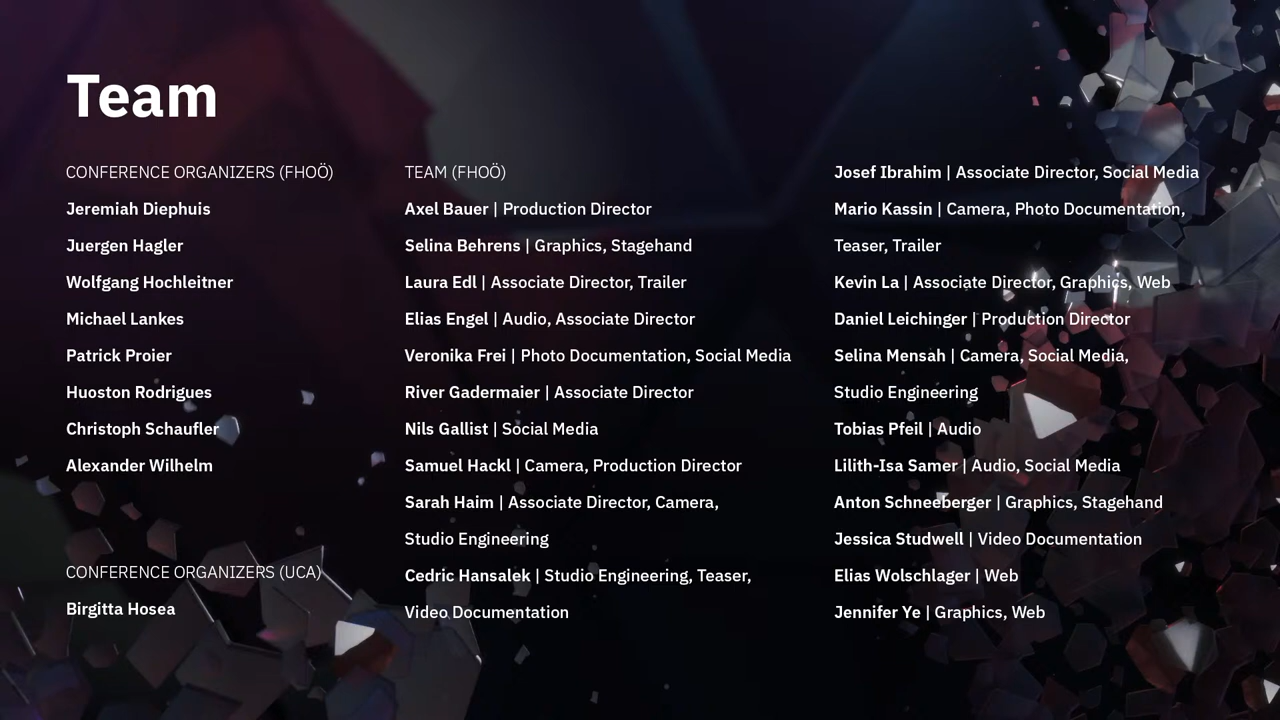 Team
CONFERENCE ORGANIZERS (FHOÖ)
Jeremiah Diephuis
Juergen Hagler
Wolfgang Hochleitner
Michael Lankes
Patrick Proier
Huoston Rodrigues
Christoph Schaufler
Alexander Wilhelm
CONFERENCE ORGANIZERS (UCA)
Birgitta Hosea
TEAM (FHOÖ)
Axel Bauer | Production Director
Selina Behrens | Graphics, Stagehand
Laura Edl | Associate Director, Trailer
Elias Engel | Audio, Associate Director
Veronika Frei | Photo Documentation, Social Media
River Gadermaier | Associate Director
Nils Gallist | Social Media
Samuel Hackl | Camera, Production Director
Sarah Haim | Associate Director, Camera,
Studio Engineering
Cedric Hansalek | Studio Engineering, Teaser,
Video Documentation
Josef Ibrahim | Associate Director, Social Media
Mario Kassin | Camera, Photo Documentation,
Teaser, Trailer
Kevin La | Associate Director, Graphics, Web
Daniel Leichinger | Production Director
Selina Mensah | Camera, Social Media,
Studio Engineering
Tobias Pfeil | Audio
Lilith-Isa Samer | Audio, Social Media
Anton Schneeberger | Graphics, Stagehand
Jessica Studwell | Video Documentation
Elias Wolschlager | Web
Jennifer Ye | Graphics, Web